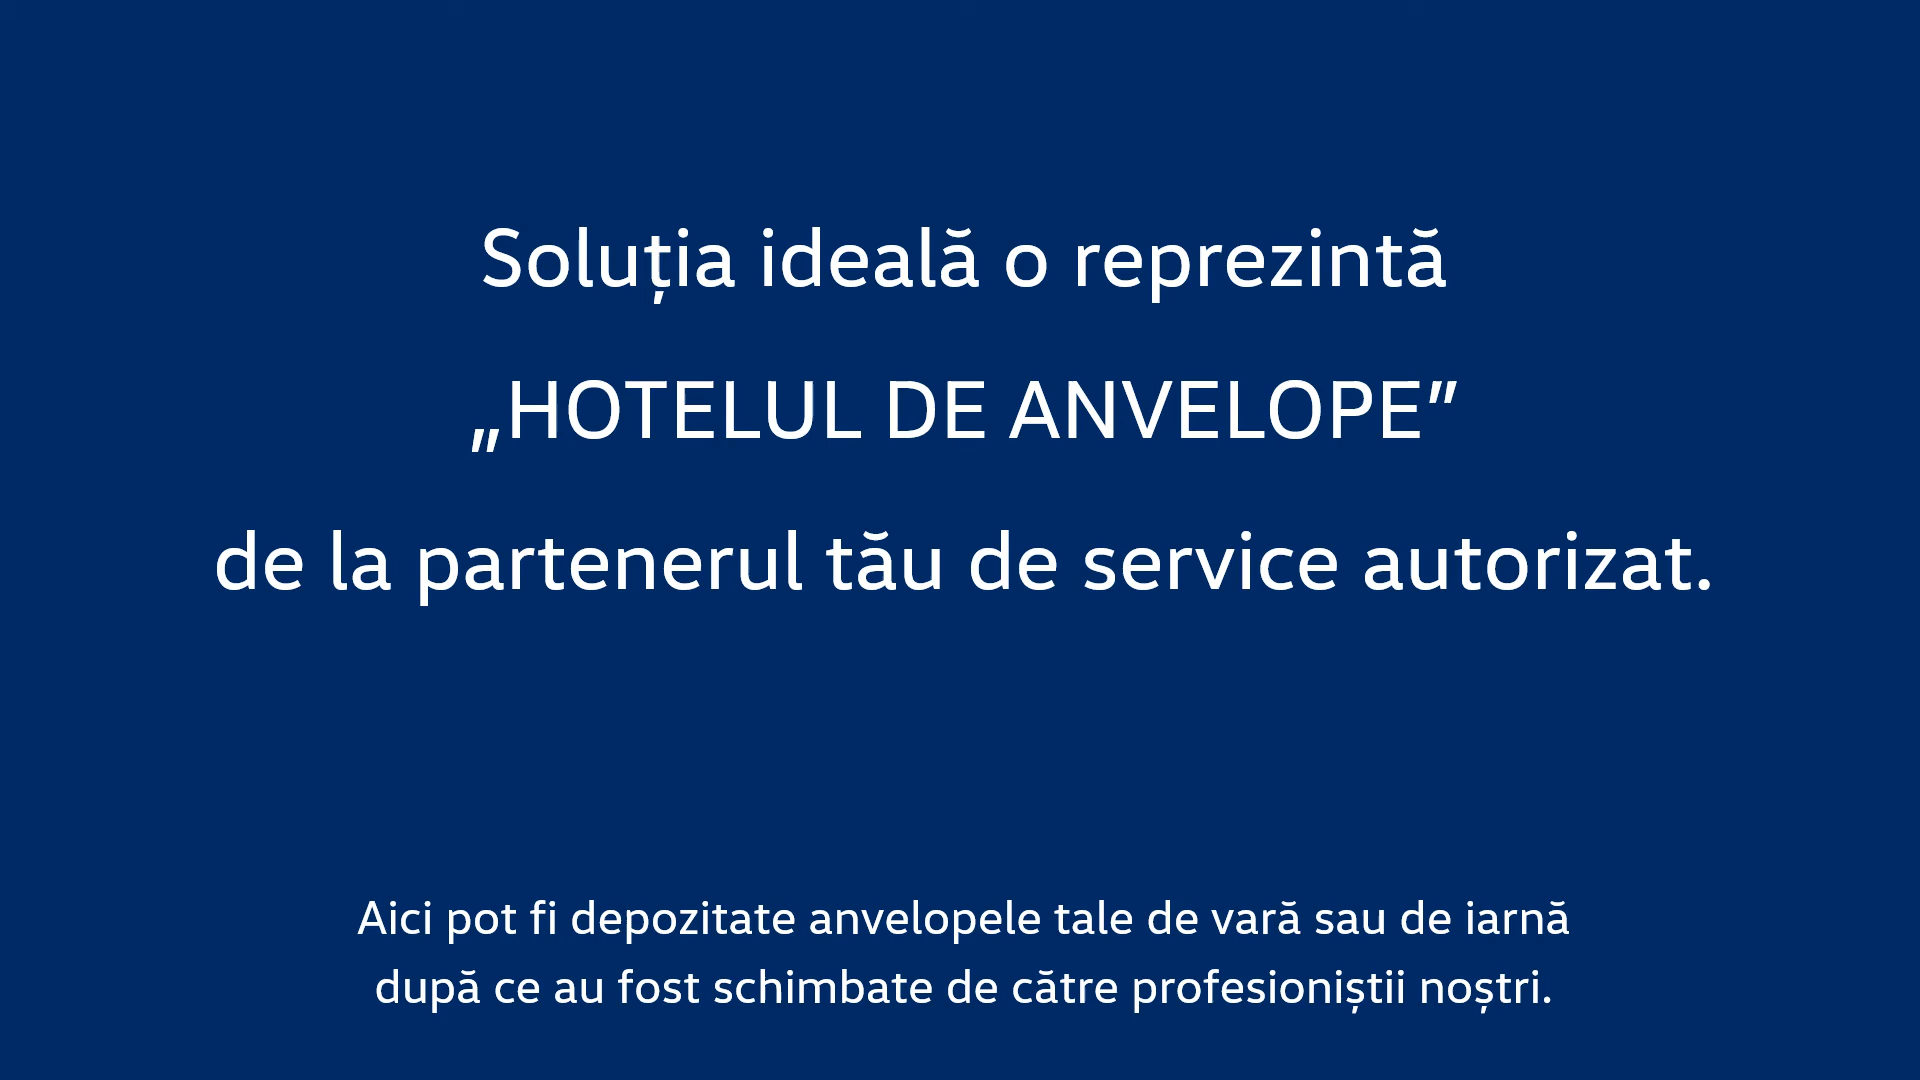 Soluția ideală o reprezintă
„HOTELUL DE ANVELOPE”
de la partenerul tău de service autorizat.
Aici pot fi depozitate anvelopele tale de vară sau de iarnă
după ce au fost schimbate de către profesioniștii noștri.